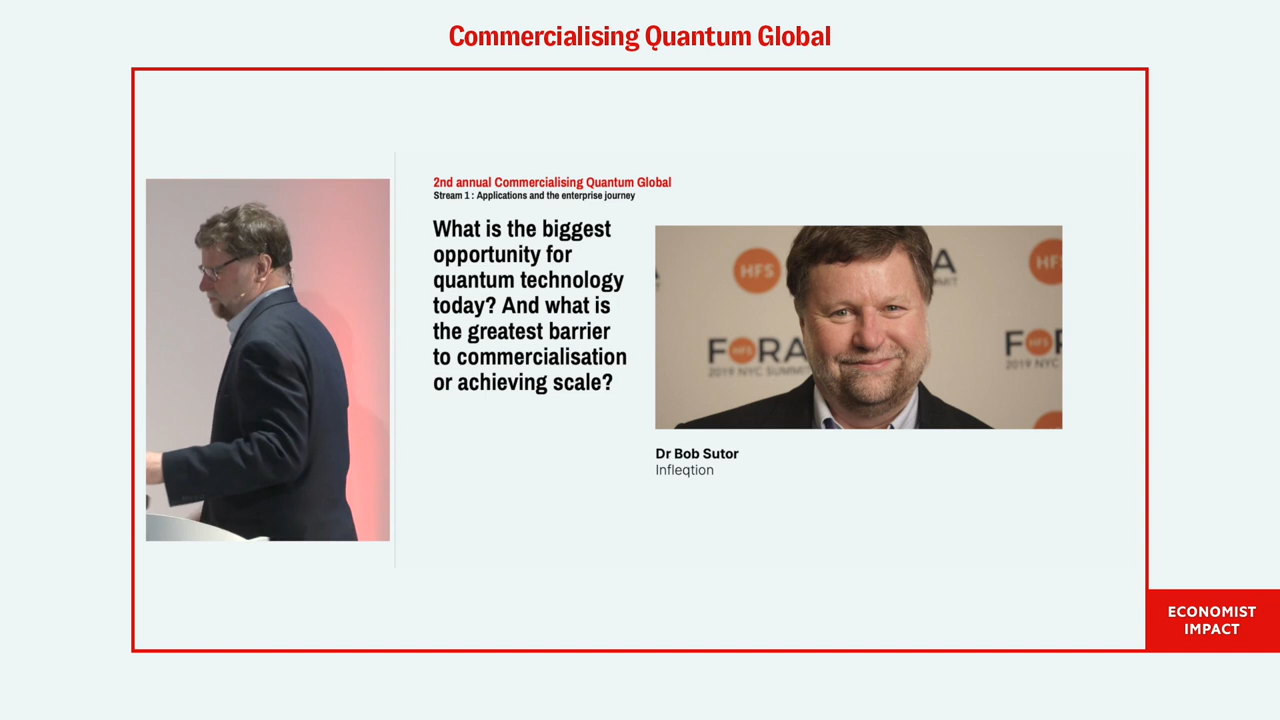 Commercialising Quantum Global
2nd annual Commercialising Quantum Global
Stream 1 : Applications and the enterprise journey
What is the biggest
opportunity for
quantum technology
today? And what is
the greatest barrier
to commercialisation
or achieving scale?
HFS
HFS
FORA
HFS
2019 NYC SUMMIT
Dr Bob Sutor
Infleqtion
ECONOMIST
IMPACT